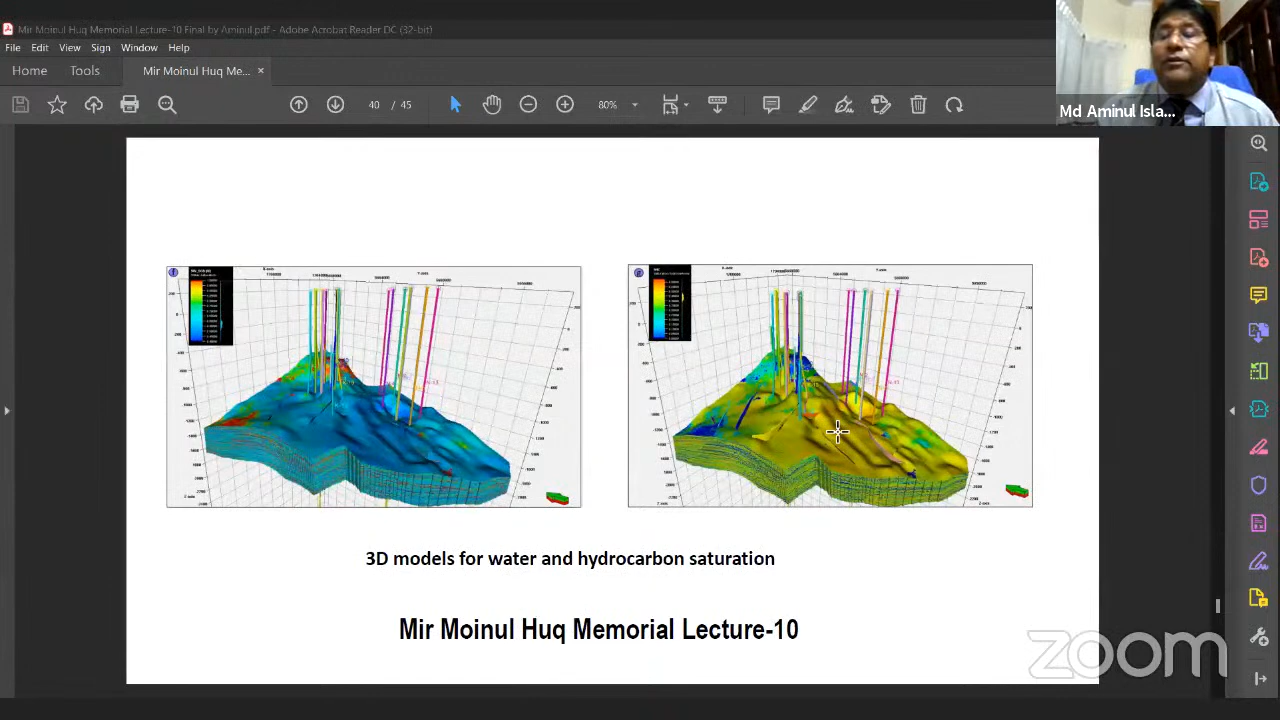 Mir Moinul Huq Memorial Lecture-10 Final by Aminul.pdf - Adobe Acrobat Reader DC (32-bit)
File Edit View Sign Window Help
Home Tools Mir Moinul Huq Me... ×
40 / 45 80%
Md Aminul Isla...
3D models for water and hydrocarbon saturation
Mir Moinul Huq Memorial Lecture-10
zoom